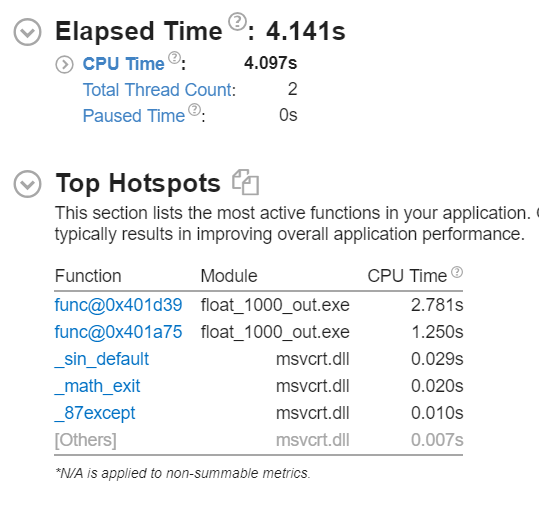 Elapsed Time ?: 4.141s
CPU Time ?: 4.097s
Total Thread Count: 2
Paused Time ?: 0s
Top Hotspots
This section lists the most active functions in your application.
typically results in improving overall application performance.
Function Module CPU Time ?
func@0x401d39 float_1000_out.exe 2.781s
func@0x401a75 float_1000_out.exe 1.250s
_sin_default msvcrt.dll 0.029s
_math_exit msvcrt.dll 0.020s
_87except msvcrt.dll 0.010s
[Others] msvcrt.dll 0.007s
*N/A is applied to non-summable metrics.